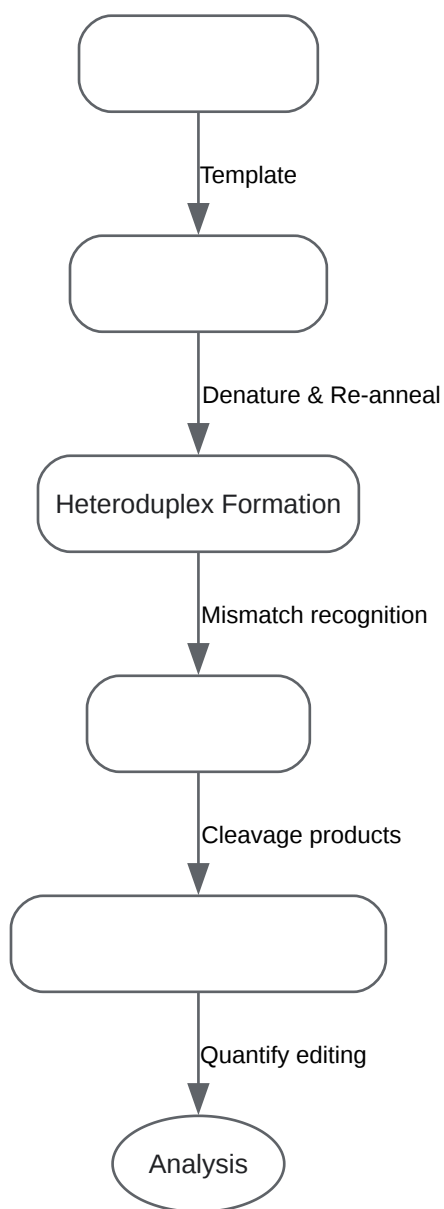 Template
Denature & Re-anneal
Heteroduplex Formation
Mismatch recognition
Cleavage products
Quantify editing
Analysis